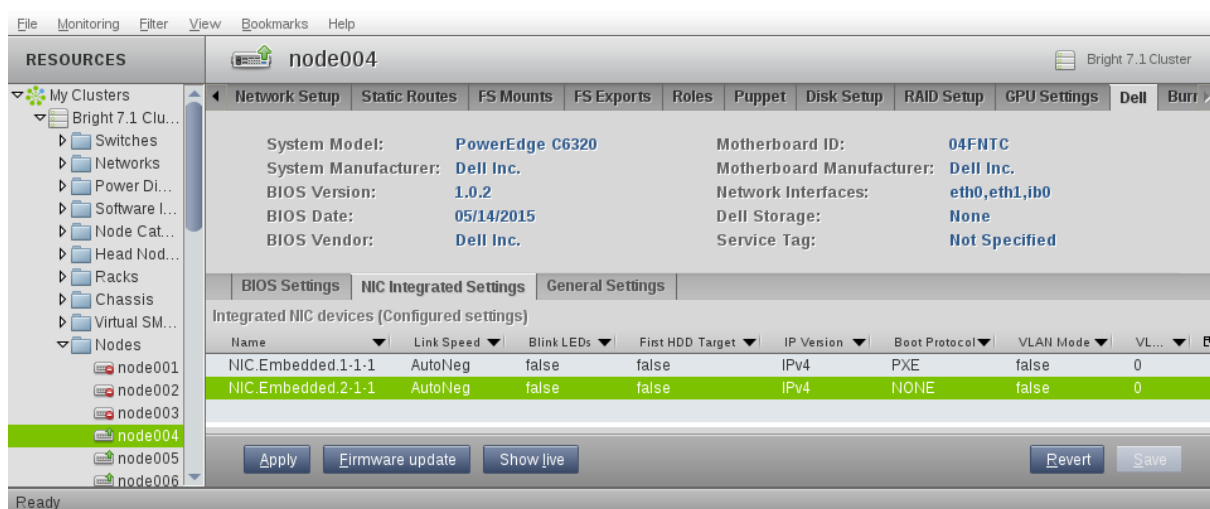 File Monitoring Filter View Bookmarks Help
RESOURCES
node004
Bright 7.1 Cluster
My Clusters
Bright 7.1 Clu...
Switches
Networks
Power Di...
Software I...
Node Cat...
Head Nod...
Racks
Chassis
Virtual SM...
Nodes
node001
node002
node003
node004
node005
node006
Network Setup Static Routes FS Mounts FS Exports Roles Puppet Disk Setup RAID Setup GPU Settings Dell Burr
System Model: PowerEdge C6320 Motherboard ID: 04FNTC
System Manufacturer: Dell Inc. Motherboard Manufacturer: Dell Inc.
BIOS Version: 1.0.2 Network Interfaces: eth0,eth1,ib0
BIOS Date: 05/14/2015 Dell Storage: None
BIOS Vendor: Dell Inc. Service Tag: Not Specified
BIOS Settings NIC Integrated Settings General Settings
Integrated NIC devices (Configured settings)
Name Link Speed Blink LEDs First HDD Target IP Version Boot Protocol VLAN Mode VL...
NIC.Embedded.1-1-1 AutoNeg false false IPv4 PXE false 0
NIC.Embedded.2-1-1 AutoNeg false false IPv4 NONE false 0
Apply Firmware update Show live Revert Save
Ready